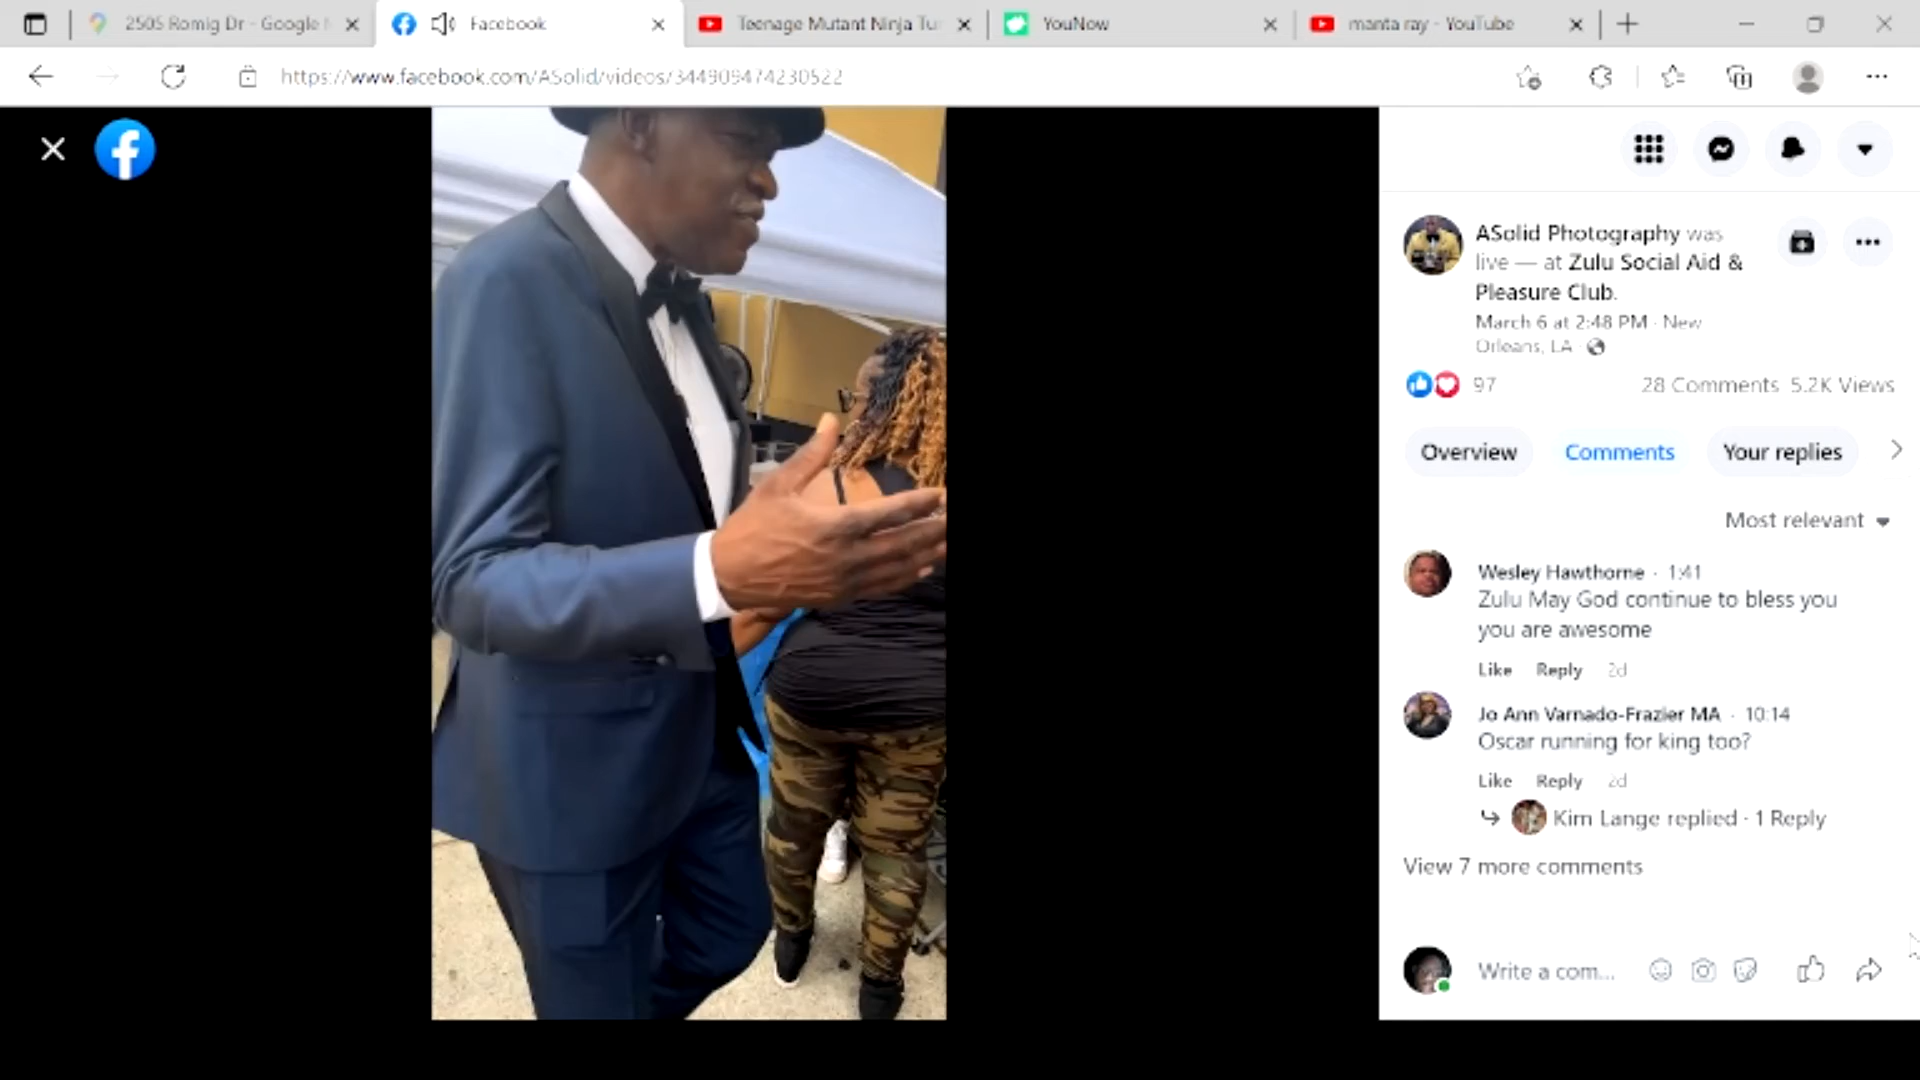 2505 Romig Dr - Google
Facebook
Teenage Mutant Ninja Tur
YouNow
manta ray - YouTube
https://www.facebook.com/ASolid/videos/344909474230522
ASolid Photography was
live — at Zulu Social Aid &
Pleasure Club.
March 6 at 2:48 PM · New
Orleans, LA ·
97
28 Comments 5.2K Views
Overview
Comments
Your replies
Most relevant
Wesley Hawthorne · 1:41
Zulu May God continue to bless you
you are awesome
Like Reply 2d
Jo Ann Varnado-Frazier MA · 10:14
Oscar running for king too?
Like Reply 2d
Kim Lange replied · 1 Reply
View 7 more comments
Write a com...